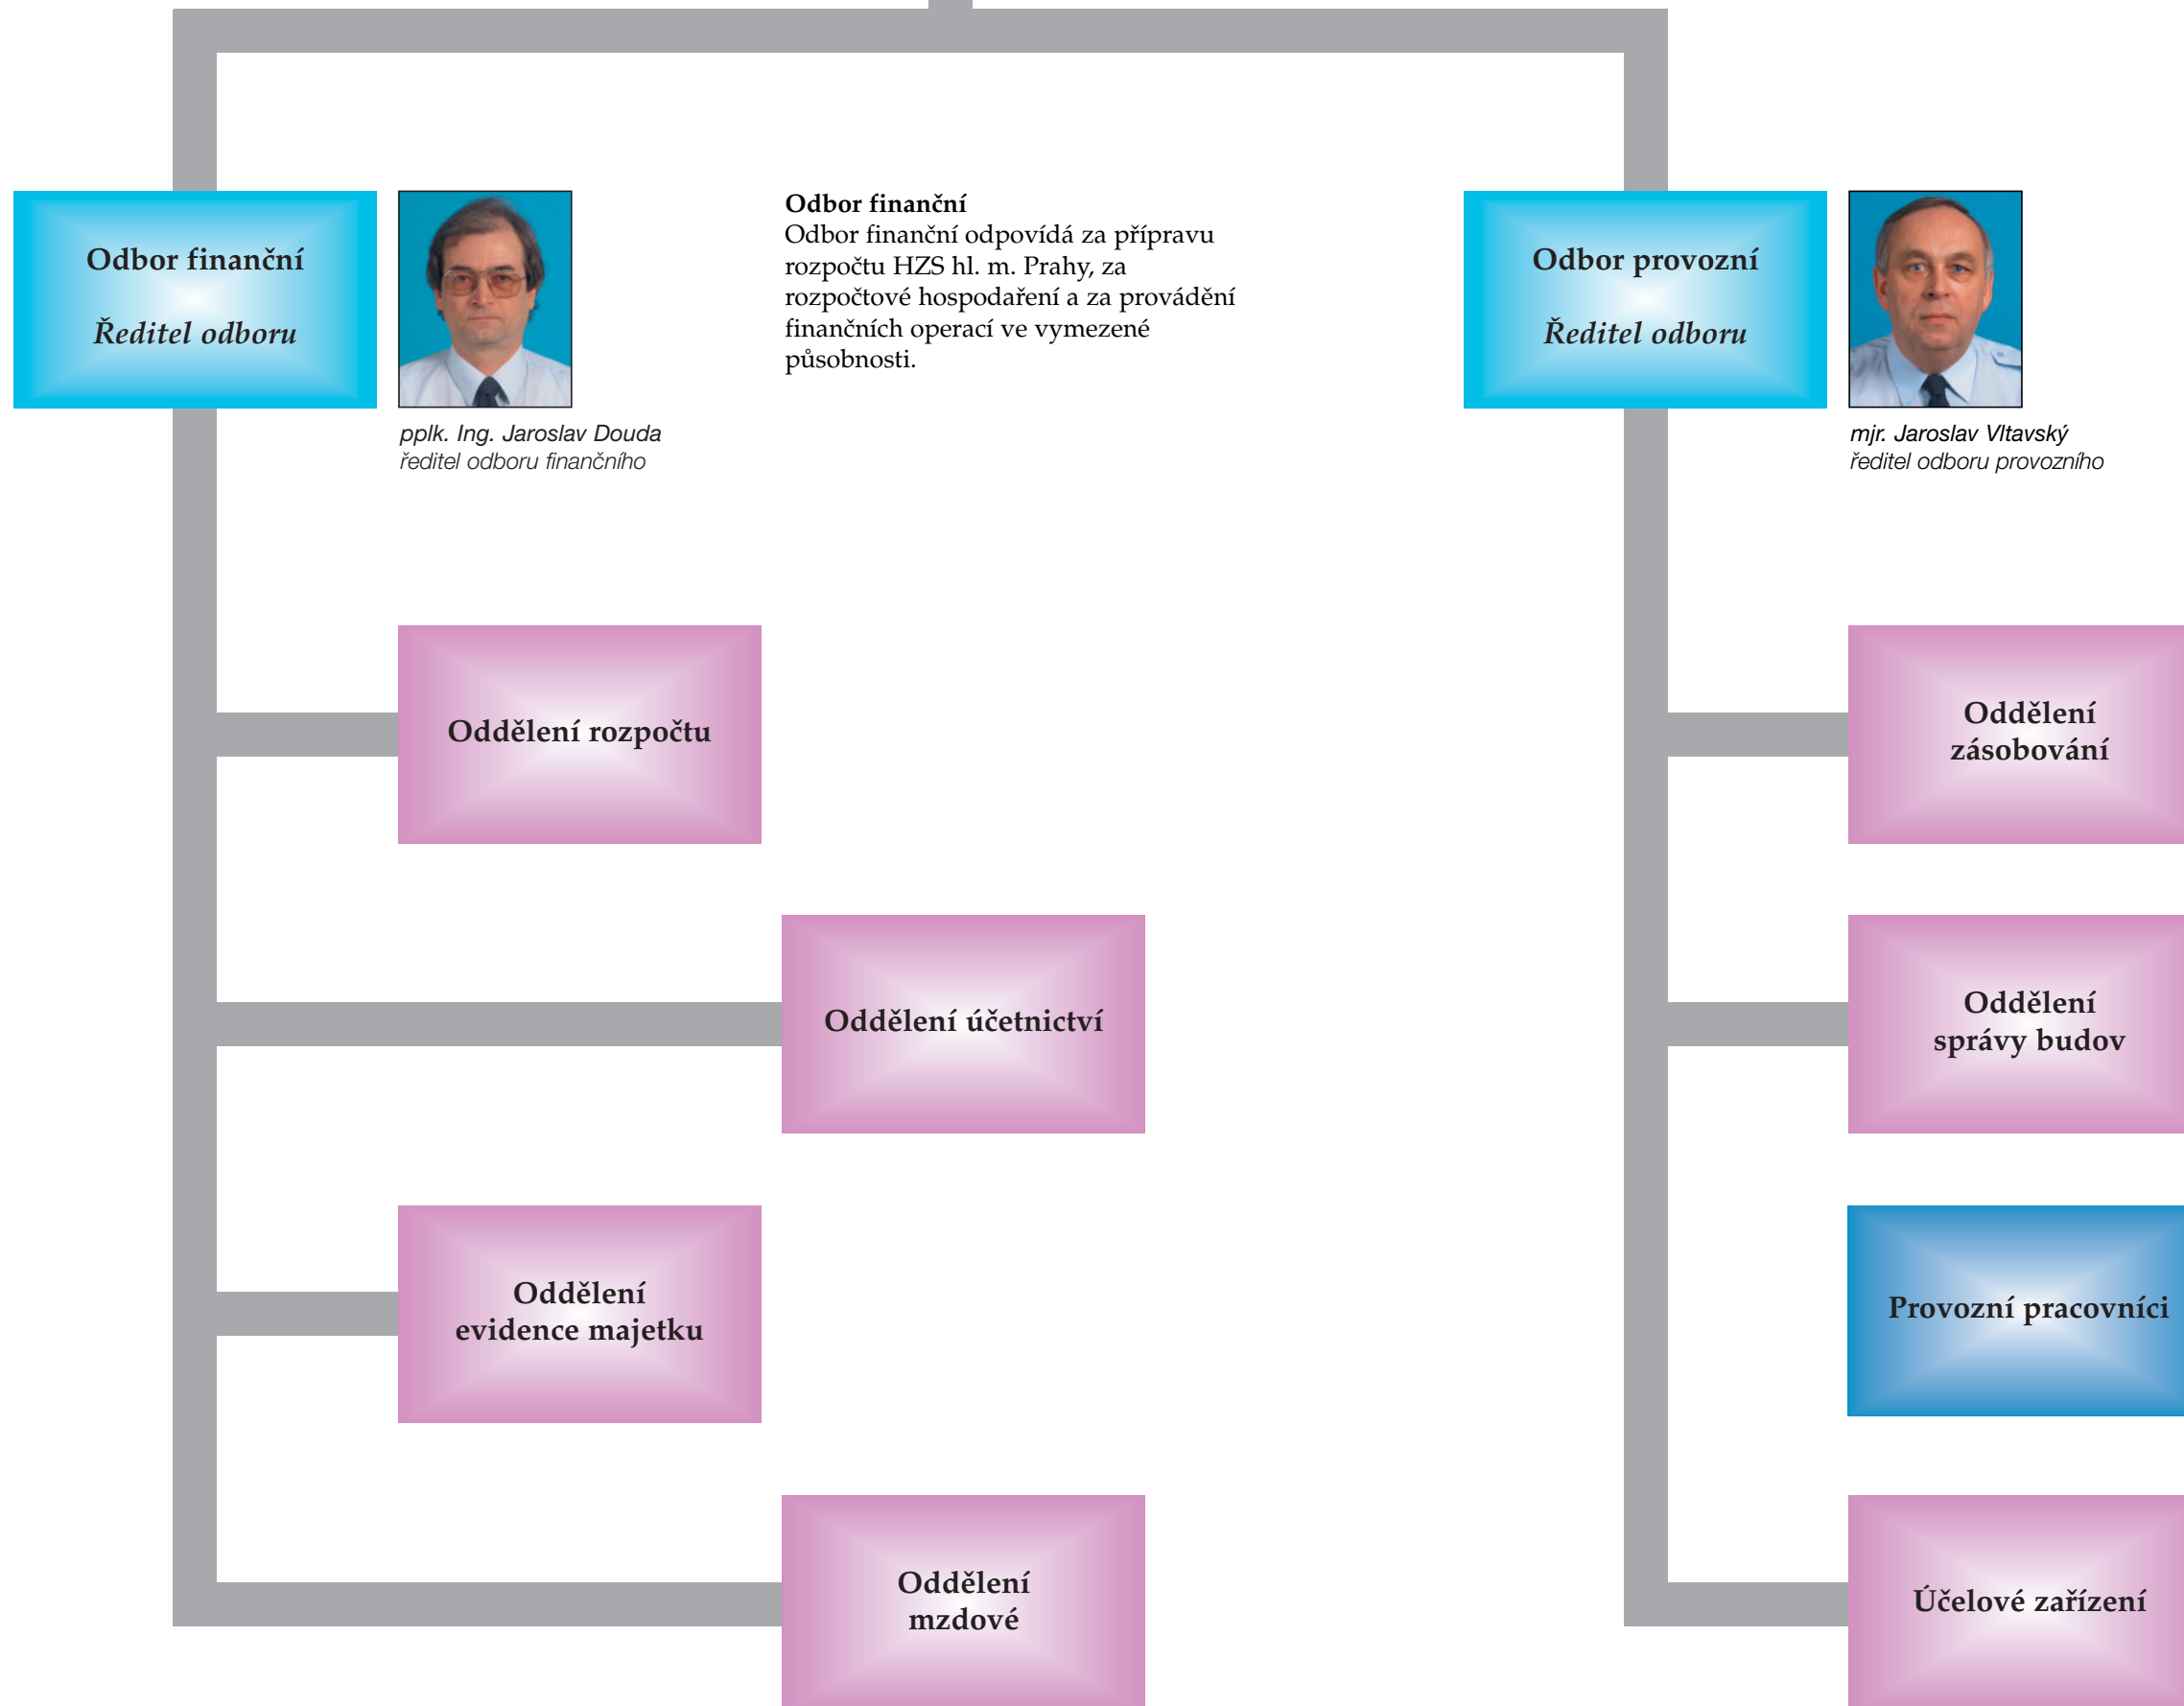 Odbor finanční
Ředitel odboru
pplk. Ing. Jaroslav Douda
ředitel odboru finančního
Odbor finanční
Odbor finanční odpovídá za přípravu
rozpočtu HZS hl. m. Prahy, za
rozpočtové hospodaření a za provádění
finančních operací ve vymezené
působnosti.
Odbor provozní
Ředitel odboru
mjr. Jaroslav Vltavský
ředitel odboru provozního
Oddělení rozpočtu
Oddělení účetnictví
Oddělení
evidence majetku
Oddělení
mzdové
Oddělení
zásobování
Oddělení
správy budov
Provozní pracovníci
Účelové zařízení